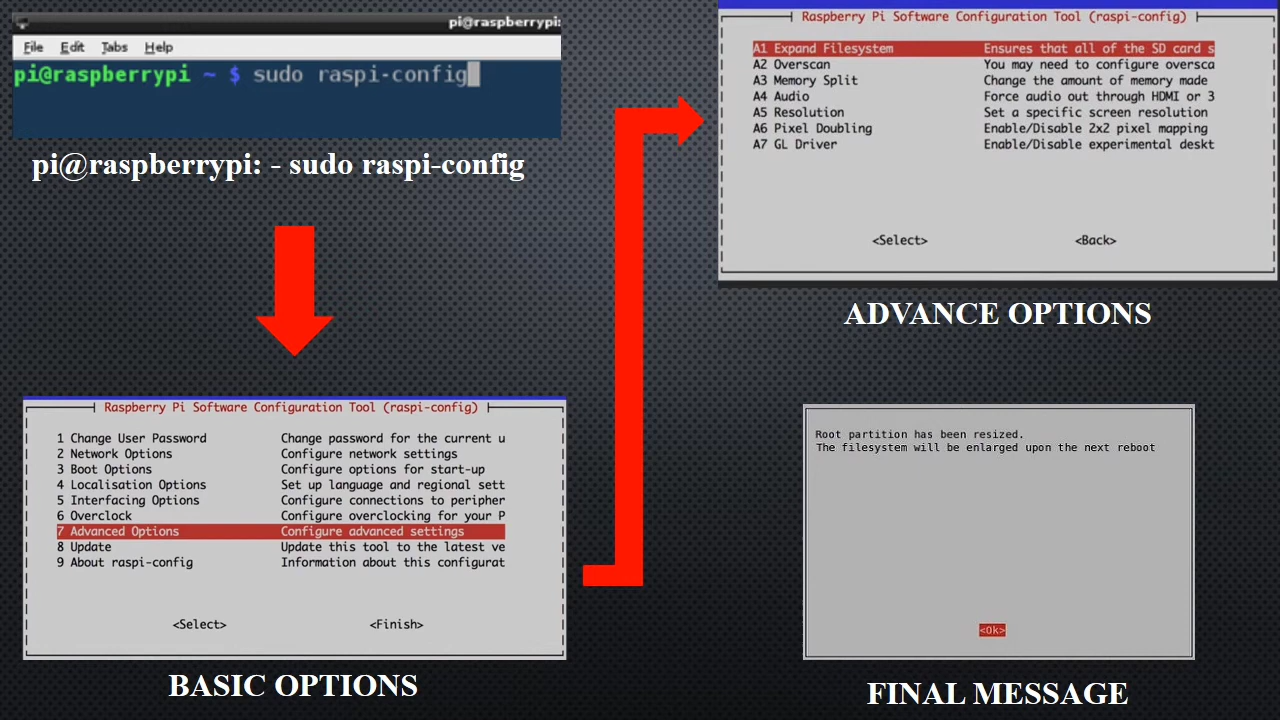 pi@raspberrypi:
File Edit Tabs Help
pi@raspberrypi ~ $ sudo raspi-config
pi@raspberrypi: - sudo raspi-config
Raspberry Pi Software Configuration Tool (raspi-config)
1 Change User Password Change password for the current u
2 Network Options Configure network settings
3 Boot Options Configure options for start-up
4 Localisation Options Set up language and regional sett
5 Interfacing Options Configure connections to peripher
6 Overclock Configure overclocking for your P
7 Advanced Options Configure advanced settings
8 Update Update this tool to the latest ve
9 About raspi-config Information about this configurat
<Select> <Finish>
BASIC OPTIONS
Raspberry Pi Software Configuration Tool (raspi-config)
A1 Expand Filesystem Ensures that all of the SD card s
A2 Overscan You may need to configure oversca
A3 Memory Split Change the amount of memory made
A4 Audio Force audio out through HDMI or 3
A5 Resolution Set a specific screen resolution
A6 Pixel Doubling Enable/Disable 2x2 pixel mapping
A7 GL Driver Enable/Disable experimental deskt
<Select> <Back>
ADVANCE OPTIONS
Root partition has been resized.
The filesystem will be enlarged upon the next reboot
<Ok>
FINAL MESSAGE